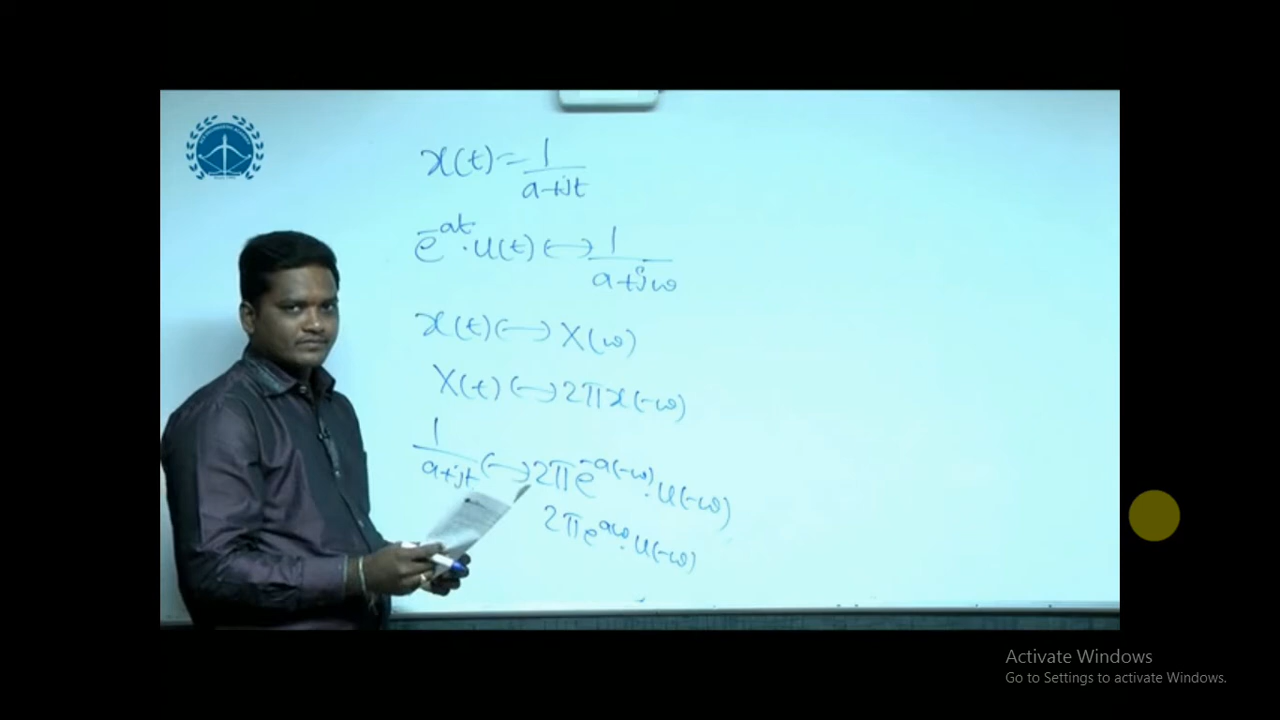 x(t) = 1/(a+jt)
e^-at · u(t) ↔ 1/(a+jω)
x(t) ↔ X(ω)
X(t) ↔ 2πx(-ω)
1/(a+jt) ↔ 2πe^-a(-ω) · u(-ω)
2πe^aω · u(-ω)
Activate Windows
Go to Settings to activate Windows.